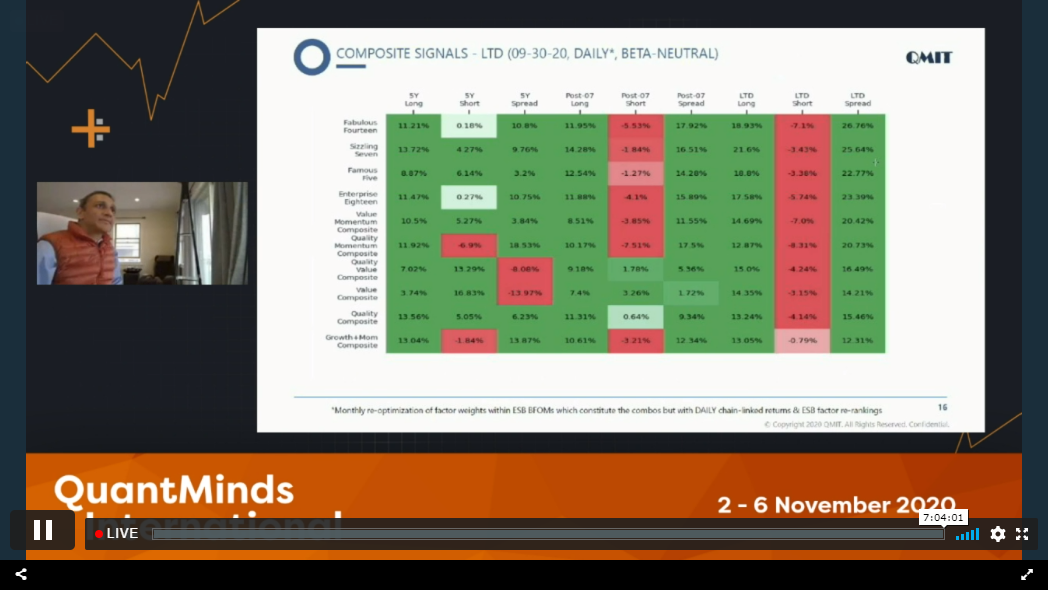 COMPOSITE SIGNALS - LTD (09-30-20, DAILY*, BETA-NEUTRAL)
QMIT
5Y Long 5Y Short 5Y Spread Post-07 Long Post-07 Short Post-07 Spread LTD Long LTD Short LTD Spread
Fabulous Fourteen 11.21% 0.18% 10.8% 11.95% -5.53% 17.92% 18.93% -7.1% 26.76%
Sizzling Seven 13.72% 4.27% 9.76% 14.28% -1.84% 16.51% 21.6% -3.43% 25.64%
Famous Five 8.87% 6.14% 3.2% 12.54% -1.27% 14.28% 18.8% -3.38% 22.77%
Enterprise Eighteen 11.47% 0.27% 10.75% 11.88% -4.1% 15.89% 17.58% -5.74% 23.39%
Value Momentum Composite 10.5% 5.27% 3.84% 8.51% -3.85% 11.55% 14.69% -7.0% 20.42%
Quality Momentum Composite 11.92% -6.9% 18.53% 10.17% -7.51% 17.5% 12.87% -8.31% 20.73%
Quality Value Composite 7.02% 13.29% -8.08% 9.18% 1.78% 5.36% 15.0% -4.24% 16.49%
Value Composite 3.74% 16.83% -13.97% 7.4% 3.26% 1.72% 14.35% -3.15% 14.21%
Quality Composite 13.56% 5.05% 6.23% 11.31% 0.64% 9.34% 13.24% -4.14% 15.46%
Growth+Mom Composite 13.04% -1.84% 13.87% 10.61% -3.21% 12.34% 13.05% -0.79% 12.31%
*Monthly re-optimization of factor weights within ESB BFOMs which constitute the combos but with DAILY chain-linked returns & ESB factor re-rankings
16
© Copyright 2020 QMIT. All Rights Reserved. Confidential.
QuantMinds
International
2 - 6 November 2020
7:04:01
LIVE